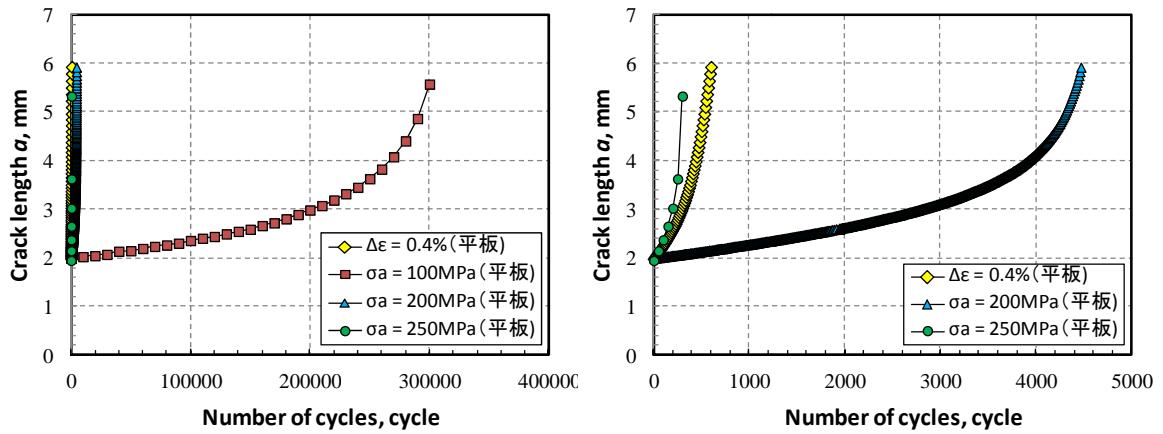 7
6
5
4
3
2
1
0
Crack length a, mm
0
100000
200000
300000
400000
Number of cycles, cycle
Δε = 0.4%（平板）
σa = 100MPa（平板）
σa = 200MPa（平板）
σa = 250MPa（平板）
7
6
5
4
3
2
1
0
Crack length a, mm
0
1000
2000
3000
4000
5000
Number of cycles, cycle
Δε = 0.4%（平板）
σa = 200MPa（平板）
σa = 250MPa（平板）